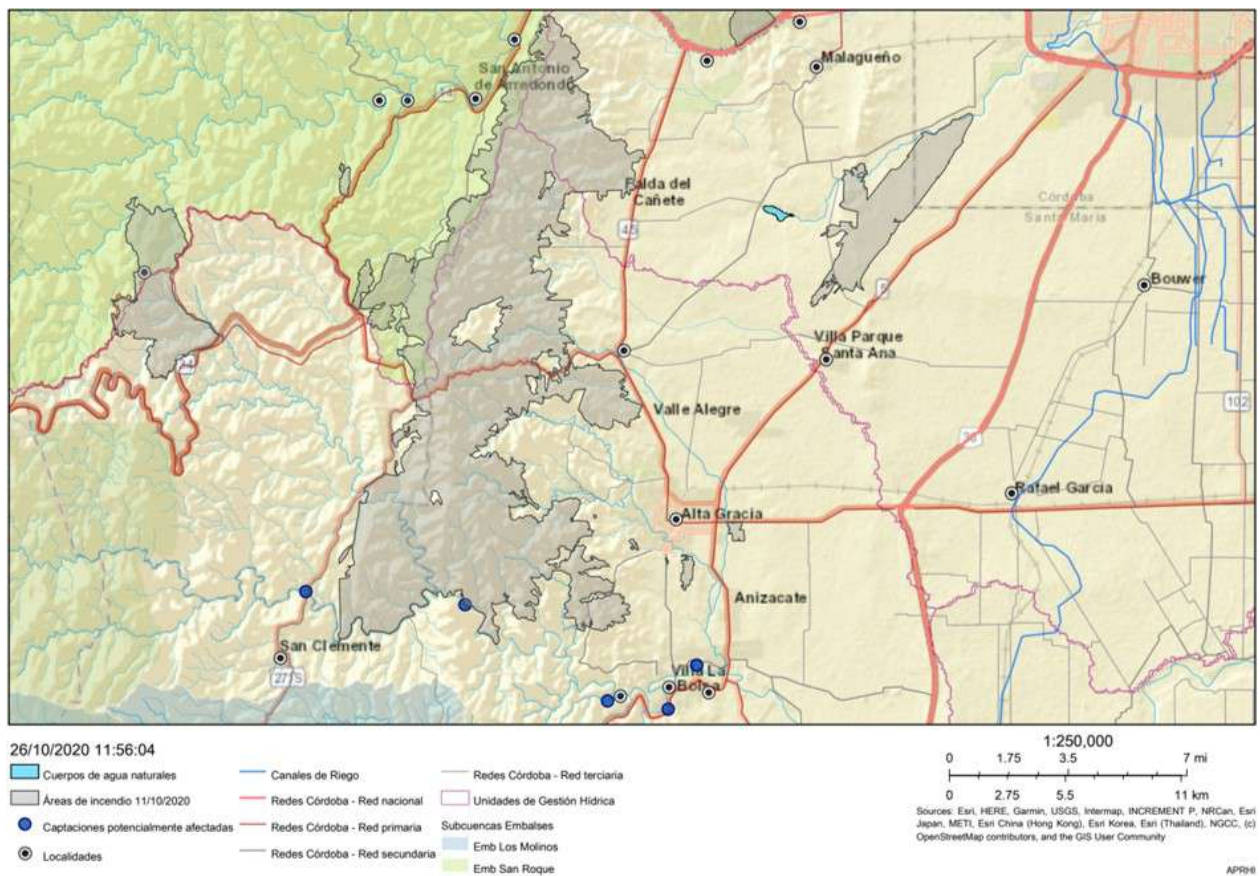 San Antonio
de Arredondo
Malagueño
Falda del
Cañete
45
Córdoba
Santa María
Bouwer
5
Villa Parque
Santa Ana
34
Valle Alegre
102
36
Rafael García
Alta Gracia
Anizacate
San Clemente
271S
Villa La
Bolsa
26/10/2020 11:56:04
Cuerpos de agua naturales
Áreas de incendio 11/10/2020
Captaciones potencialmente afectadas
Localidades
Canales de Riego
Redes Córdoba - Red nacional
Redes Córdoba - Red primaria
Redes Córdoba - Red secundaria
Redes Córdoba - Red terciaria
Unidades de Gestión Hídrica
Subcuencas Embalses
Emb Los Molinos
Emb San Roque
1:250,000
0 1.75 3.5 7 mi
0 2.75 5.5 11 km
Sources: Esri, HERE, Garmin, USGS, Intermap, INCREMENT P, NRCan, Esri
Japan, METI, Esri China (Hong Kong), Esri Korea, Esri (Thailand), NGCC, (c)
OpenStreetMap contributors, and the GIS User Community
APRHI